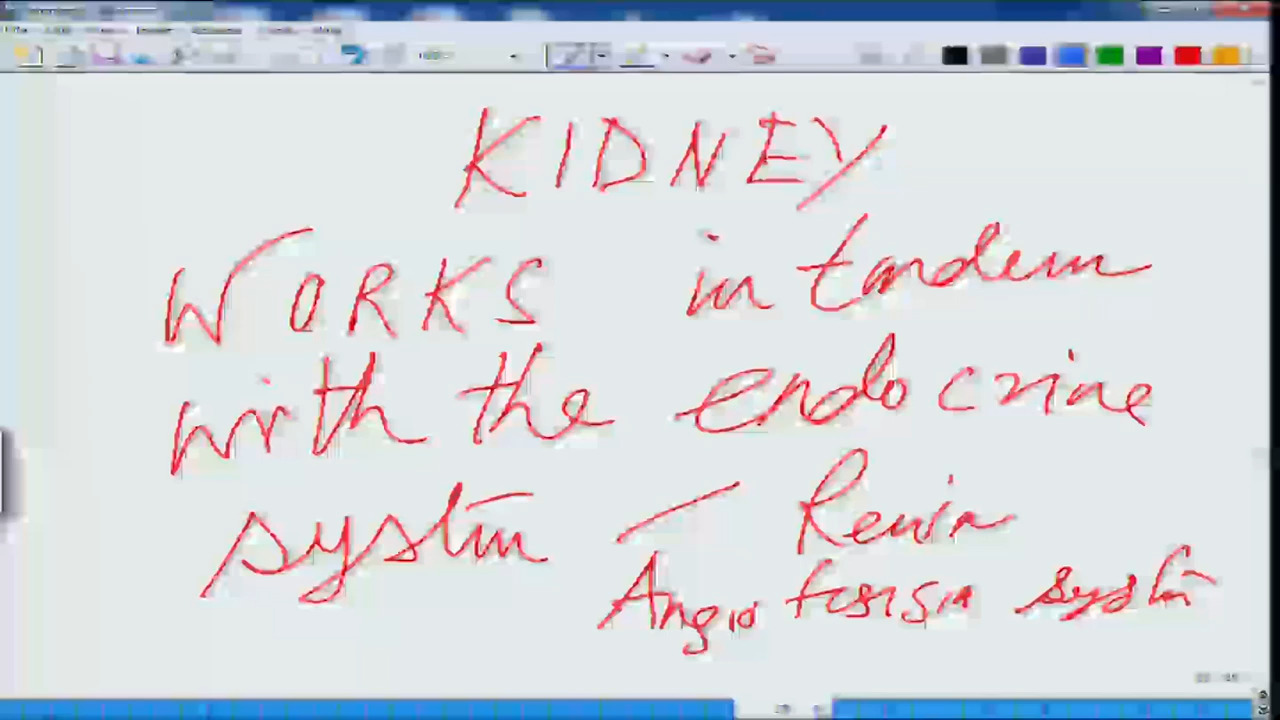 KIDNEY
WORKS in tandem
with the endocrine
system – Renin
Angiotensin system